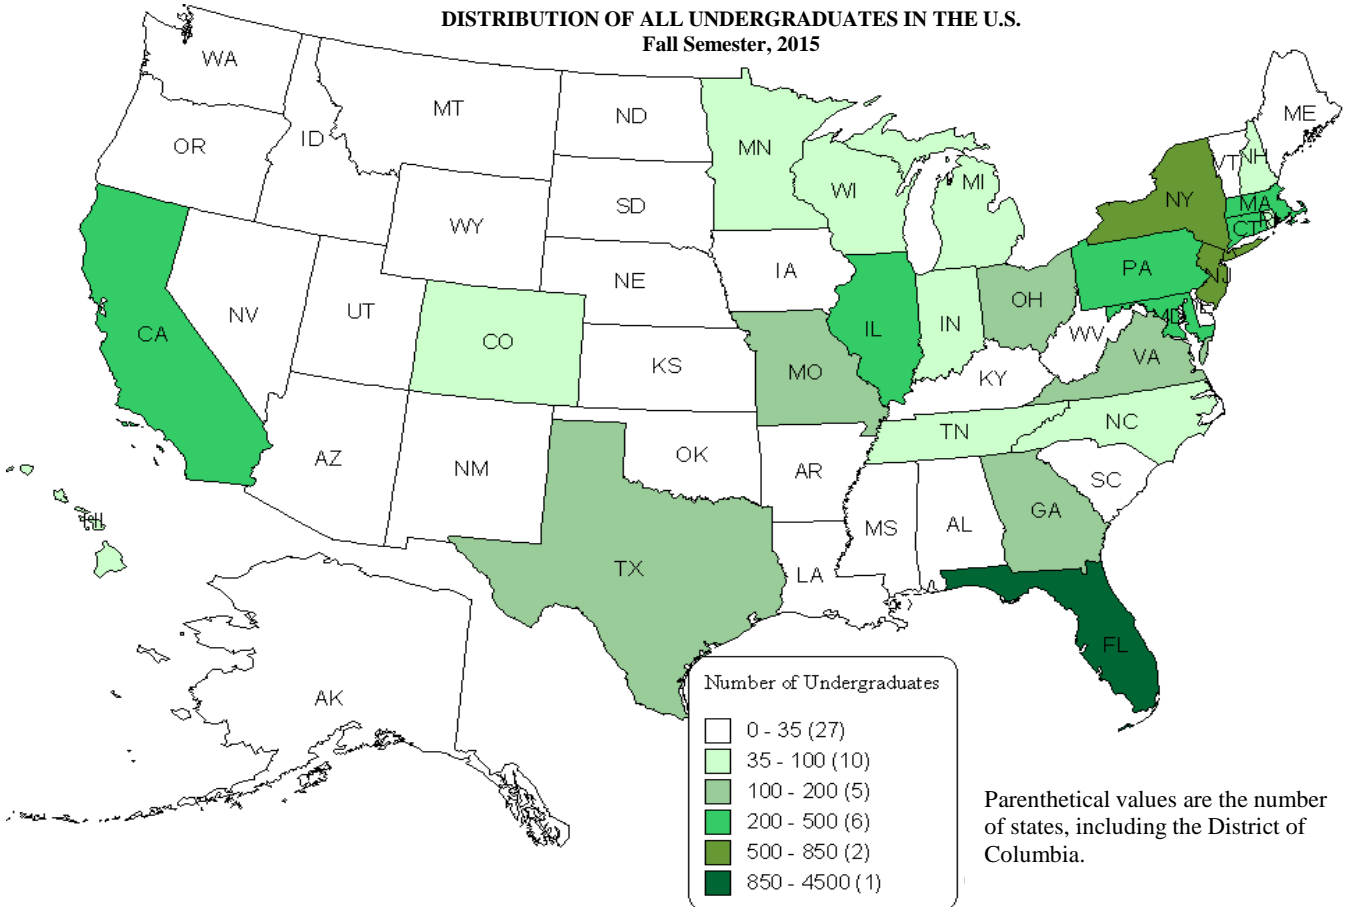 DISTRIBUTION OF ALL UNDERGRADUATES IN THE U.S.
Fall Semester, 2015
WA
MT
ND
MN
ME
OR
ID
SD
WI
MI
VT
NH
WY
NY
MA
CT
NE
IA
PA
NJ
NV
UT
CO
IL
IN
OH
MD
CA
KS
MO
WV
VA
KY
AZ
NM
OK
AR
TN
NC
SC
MS
AL
GA
TX
LA
HI
FL
AK
Number of Undergraduates
0 - 35 (27)
35 - 100 (10)
100 - 200 (5)
200 - 500 (6)
500 - 850 (2)
850 - 4500 (1)
Parenthetical values are the number
of states, including the District of
Columbia.